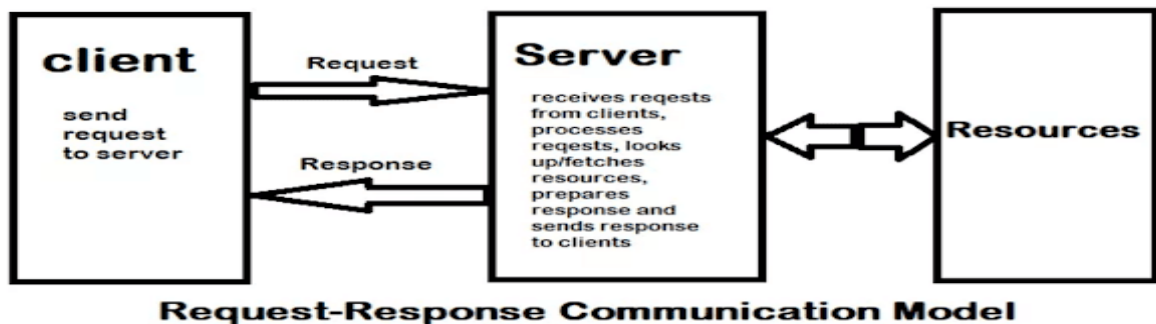 client
send
request
to server
Request
Response
Server
receives reqests
from clients,
processes
reqests, looks
up/fetches
resources,
prepares
response and
sends response
to clients
Resources
Request-Response Communication Model